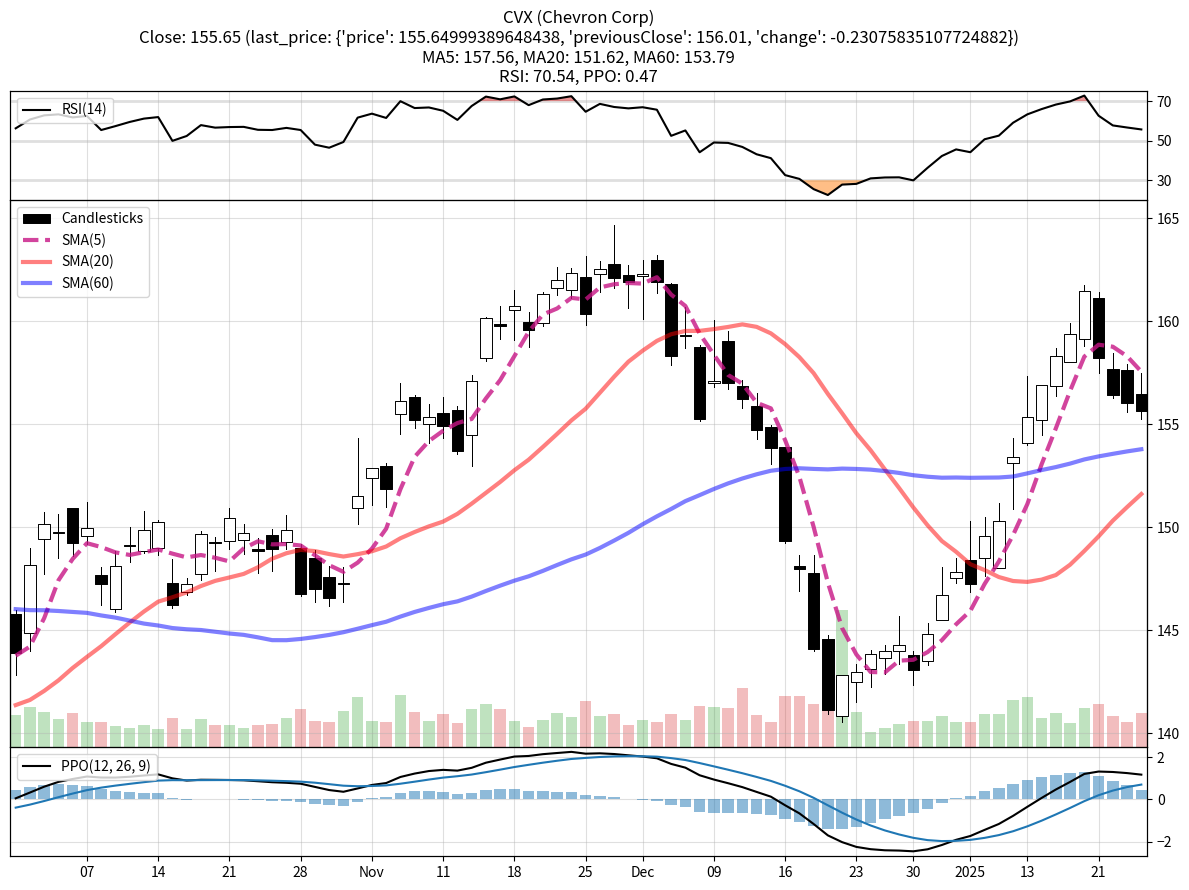 CVX (Chevron Corp)
Close: 155.65 (last_price: {'price': 155.64999389648438, 'previousClose': 156.01, 'change': -0.23075835107724882})
MA5: 157.56, MA20: 151.62, MA60: 153.79
RSI: 70.54, PPO: 0.47
RSI(14)
70
50
30
Candlesticks
SMA(5)
SMA(20)
SMA(60)
165
160
155
150
145
140
PPO(12, 26, 9)
2
0
−2
07 14 21 28 Nov 11 18 25 Dec 09 16 23 30 2025 13 21